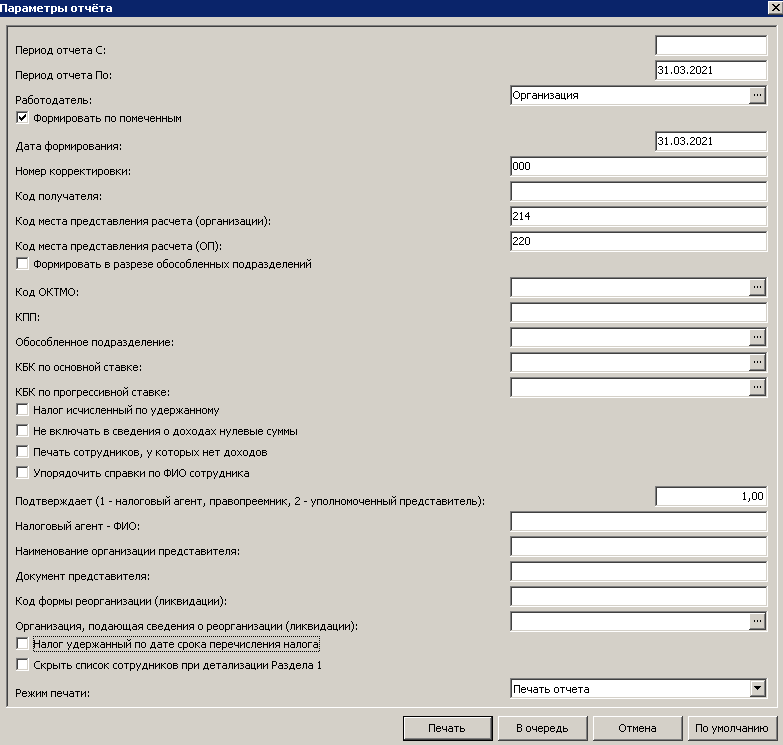 Параметры отчёта
Период отчета С:
Период отчета По: 31.03.2021
Работодатель: Организация ...
Формировать по помеченным
Дата формирования: 31.03.2021
Номер корректировки: 000
Код получателя:
Код места представления расчета (организации): 214
Код места представления расчета (ОП): 220
Формировать в разрезе обособленных подразделений
Код ОКТМО: ...
КПП:
Обособленное подразделение: ...
КБК по основной ставке: ...
КБК по прогрессивной ставке: ...
Налог исчисленный по удержанному
Не включать в сведения о доходах нулевые суммы
Печать сотрудников, у которых нет доходов
Упорядочить справки по ФИО сотрудника
Подтверждает (1 - налоговый агент, правопреемник, 2 - уполномоченный представитель): 1,00
Налоговый агент - ФИО:
Наименование организации представителя:
Документ представителя:
Код формы реорганизации (ликвидации):
Организация, подающая сведения о реорганизации (ликвидации): ...
Налог удержанный по дате срока перечисления налога
Скрыть список сотрудников при детализации Раздела 1
Режим печати: Печать отчета
Печать В очередь Отмена По умолчанию